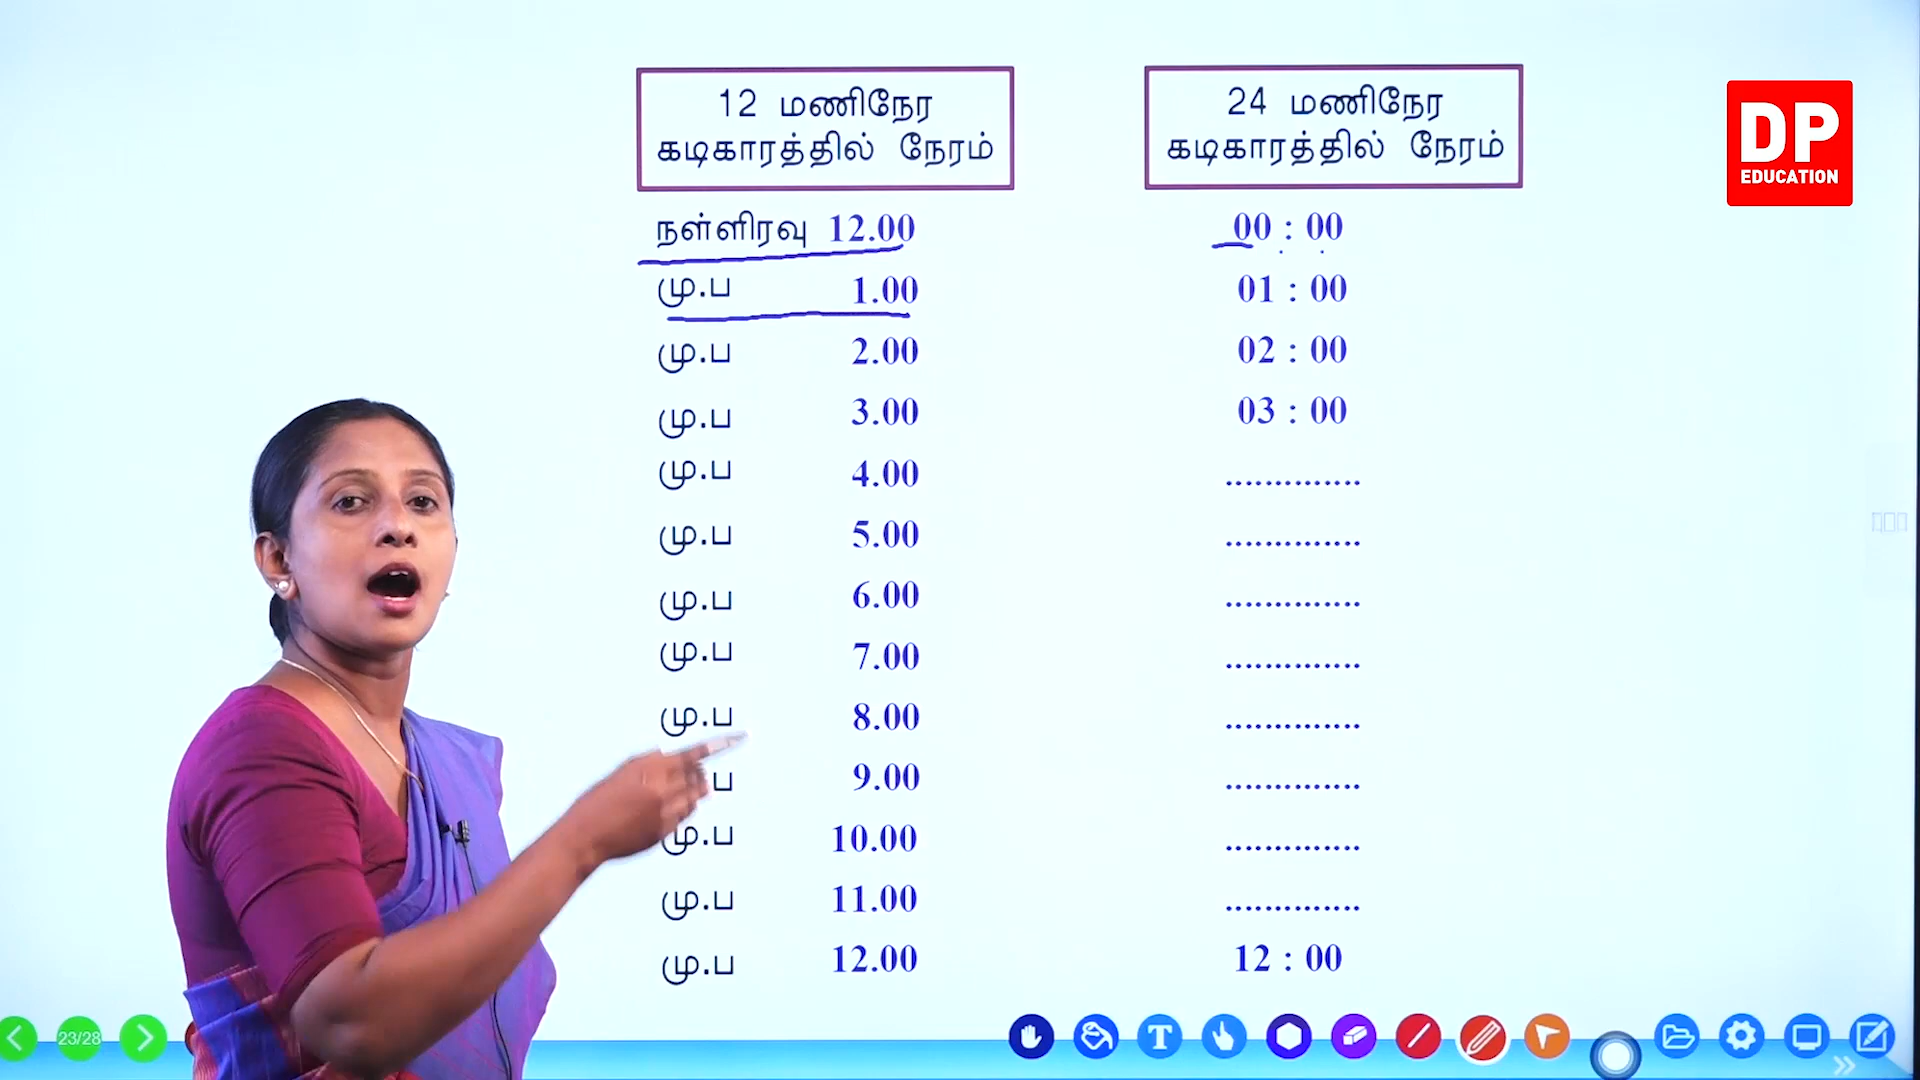 12 மணிநேர
கடிகாரத்தில் நேரம்
24 மணிநேர
கடிகாரத்தில் நேரம்
DP
EDUCATION
நள்ளிரவு 12.00 00 : 00
மு.ப 1.00 01 : 00
மு.ப 2.00 02 : 00
மு.ப 3.00 03 : 00
மு.ப 4.00 ..............
மு.ப 5.00 ..............
மு.ப 6.00 ..............
மு.ப 7.00 ..............
மு.ப 8.00 ..............
ப 9.00 ..............
மு.ப 10.00 ..............
மு.ப 11.00 ..............
மு.ப 12.00 12 : 00
23/28
T